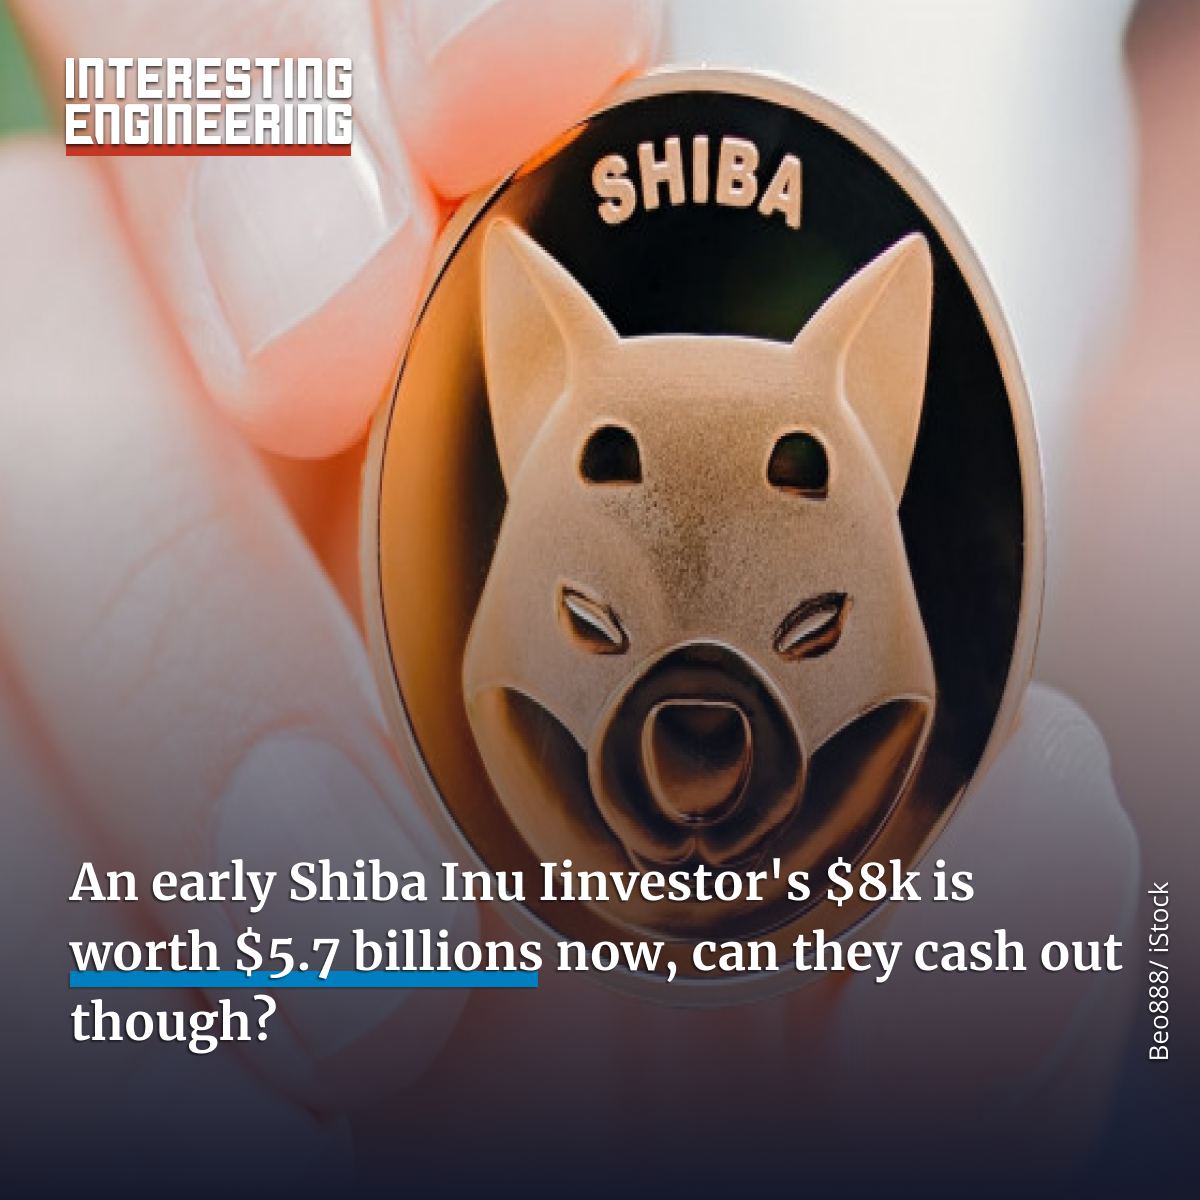 INTERESTING
ENGINEERING
SHIBA
An early Shiba Inu Iinvestor's $8k is
worth $5.7 billions now, can they cash out
though?
Beo888/ iStock